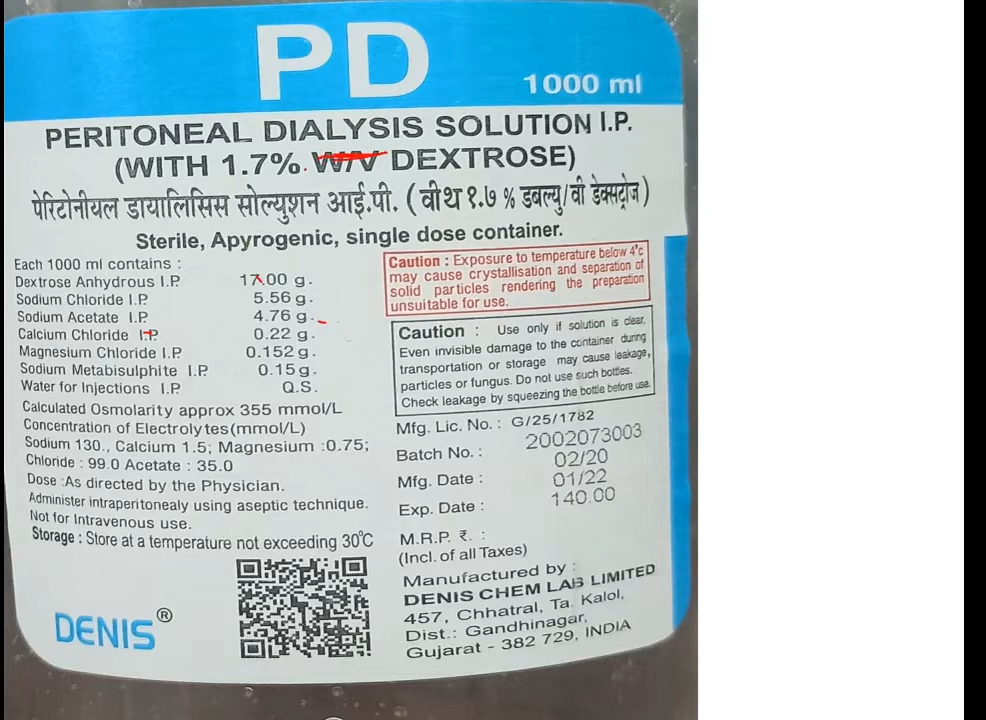 PD
1000 ml
PERITONEAL DIALYSIS SOLUTION I.P.
(WITH 1.7%. W/V DEXTROSE)
पेरिटोनीयल डायालिसिस सोल्युशन आई.पी. ( वीथ १.७ % डबल्यु/वी डेक्सट्रोज )
Sterile, Apyrogenic, single dose container.
Each 1000 ml contains :
Dextrose Anhydrous I.P. 17.00 g.
Sodium Chloride I.P. 5.56 g.
Sodium Acetate I.P. 4.76 g.
Calcium Chloride I.P. 0.22 g.
Magnesium Chloride I.P. 0.152 g.
Sodium Metabisulphite I.P. 0.15 g.
Water for Injections I.P. Q.S.
Calculated Osmolarity approx 355 mmol/L
Concentration of Electrolytes(mmol/L)
Sodium 130., Calcium 1.5; Magnesium :0.75;
Chloride : 99.0 Acetate : 35.0
Dose :As directed by the Physician.
Administer intraperitonealy using aseptic technique.
Not for Intravenous use.
Storage : Store at a temperature not exceeding 30°C
DENIS ®
Caution : Exposure to temperature below 4°c
may cause crystallisation and separation of
solid particles rendering the preparation
unsuitable for use.
Caution : Use only if solution is clear,
Even invisible damage to the container during
transportation or storage may cause leakage,
particles or fungus. Do not use such bottles.
Check leakage by squeezing the bottle before use.
Mfg. Lic. No. : G/25/1782
Batch No. : 2002073003
Mfg. Date : 02/20
Exp. Date : 01/22
M.R.P. ₹. : 140.00
(Incl. of all Taxes)
Manufactured by :
DENIS CHEM LAB LIMITED
457, Chhatral, Ta. Kalol,
Dist.: Gandhinagar,
Gujarat - 382 729, INDIA